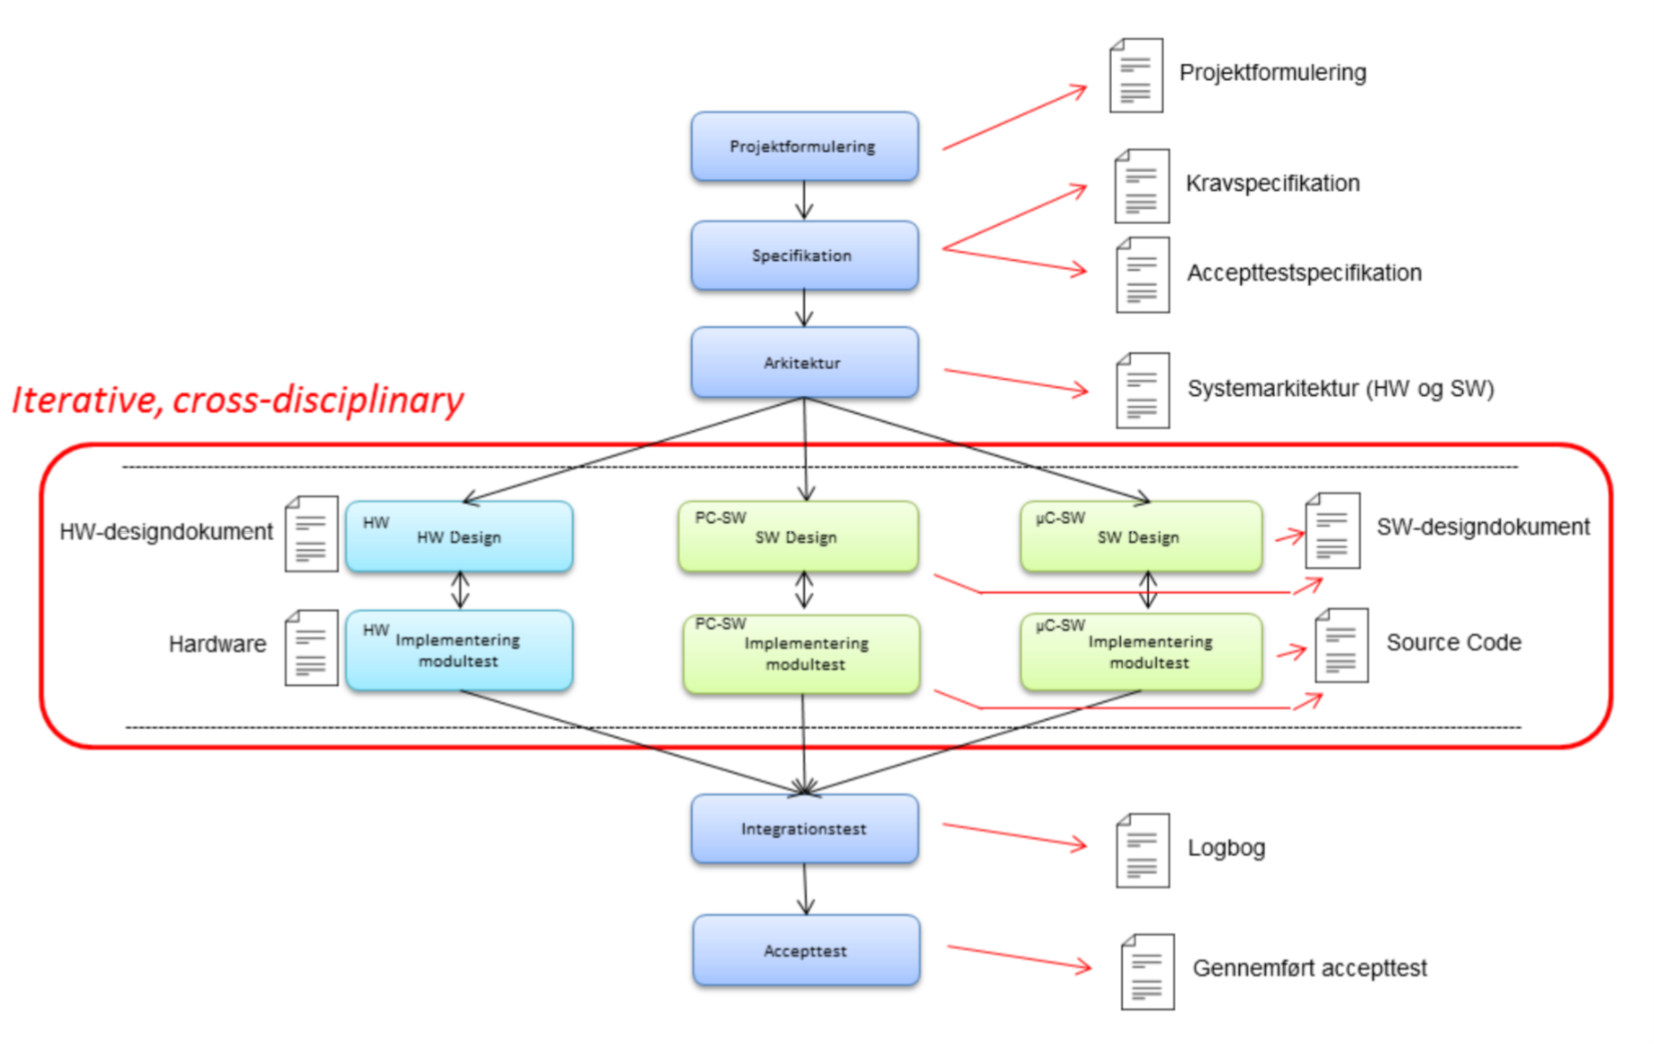 Projektformulering
Projektformulering
Kravspecifikation
Specifikation
Accepttestspecifikation
Arkitektur
Systemarkitektur (HW og SW)
Iterative, cross-disciplinary
HW-designdokument
HW
HW Design
PC-SW
SW Design
µC-SW
SW Design
SW-designdokument
Hardware
HW
Implementering
modultest
PC-SW
Implementering
modultest
µC-SW
Implementering
modultest
Source Code
Integrationstest
Logbog
Accepttest
Gennemført accepttest